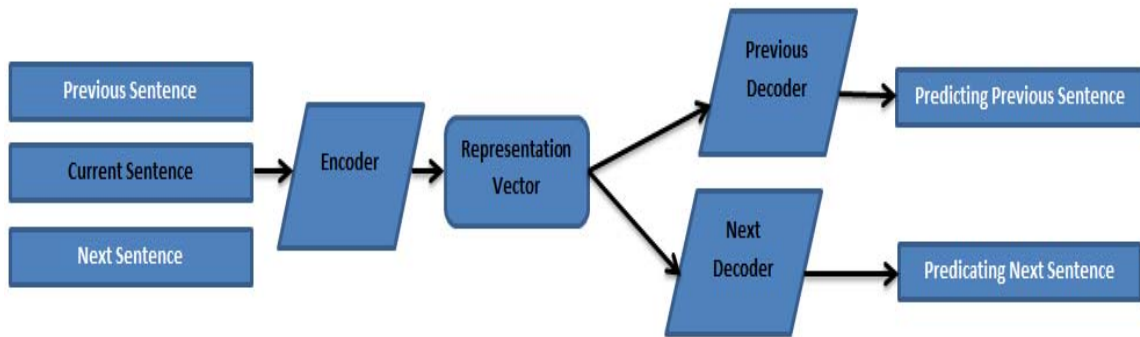 Previous Sentence
Current Sentence
Next Sentence
Encoder
Representation
Vector
Previous
Decoder
Next
Decoder
Predicting Previous Sentence
Predicating Next Sentence